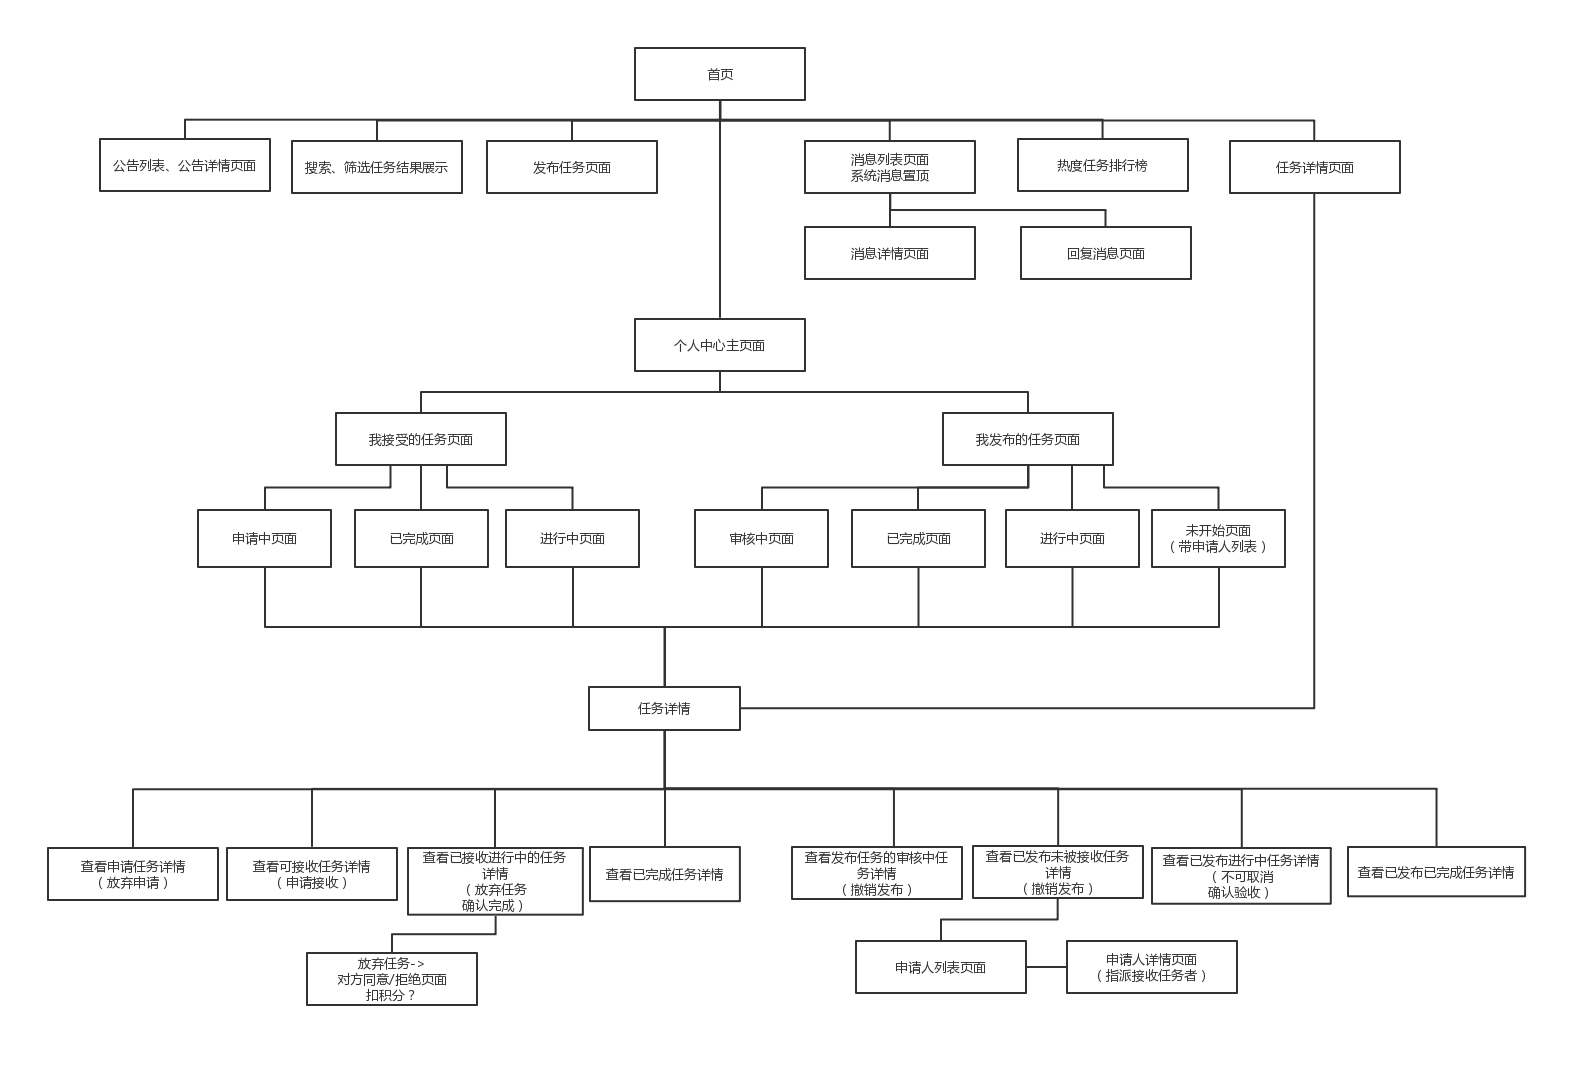 首页
公告列表、公告详情页面
搜索、筛选任务结果展示
发布任务页面
消息列表页面
系统消息置顶
热度任务排行榜
任务详情页面
消息详情页面
回复消息页面
个人中心主页面
我接受的任务页面
我发布的任务页面
申请中页面
已完成页面
进行中页面
审核中页面
已完成页面
进行中页面
未开始页面
（带申请人列表）
任务详情
查看申请任务详情
（放弃申请）
查看可接收任务详情
（申请接收）
查看已接收进行中的任务
详情
（放弃任务
确认完成）
查看已完成任务详情
查看发布任务的审核中任
务详情
（撤销发布）
查看已发布未被接收任务
详情
（撤销发布）
查看已发布进行中任务详情
（不可取消
确认验收）
查看已发布已完成任务详情
放弃任务->
对方同意/拒绝页面
扣积分？
申请人列表页面
申请人详情页面
（指派接收任务者）